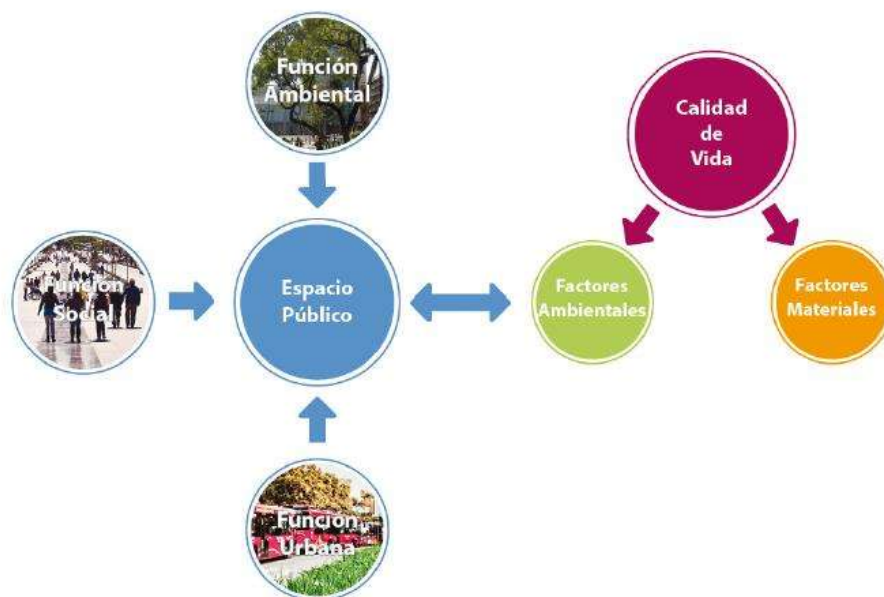 Función
Ambiental
Calidad
de
Vida
Función
Social
Espacio
Público
Factores
Ambientales
Factores
Materiales
Función
Urbana